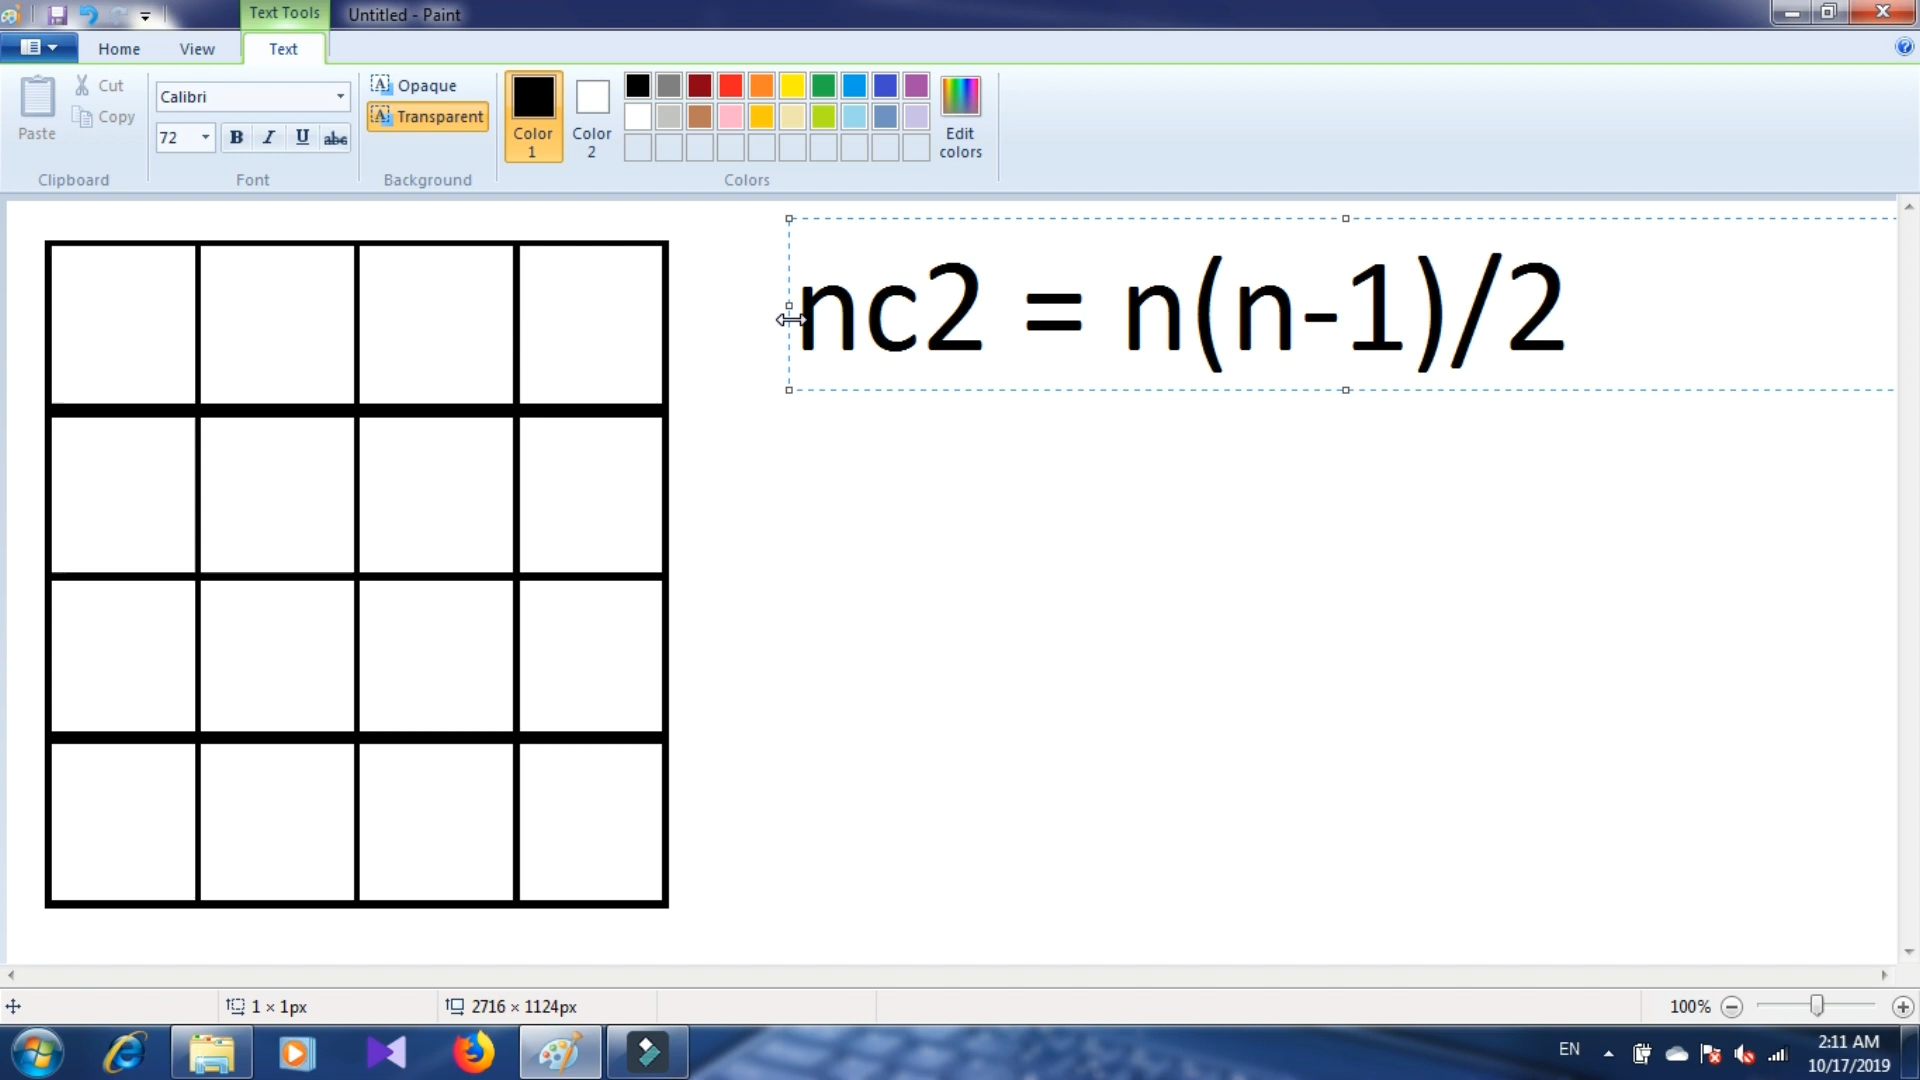 Text Tools
Untitled - Paint
Home
View
Text
Paste
Cut
Copy
Clipboard
Calibri
72
B I U abc
Font
Opaque
Transparent
Background
Color 1
Color 2
Edit colors
Colors
nc2 = n(n-1)/2
1 × 1px
2716 × 1124px
100%
EN
2:11 AM
10/17/2019